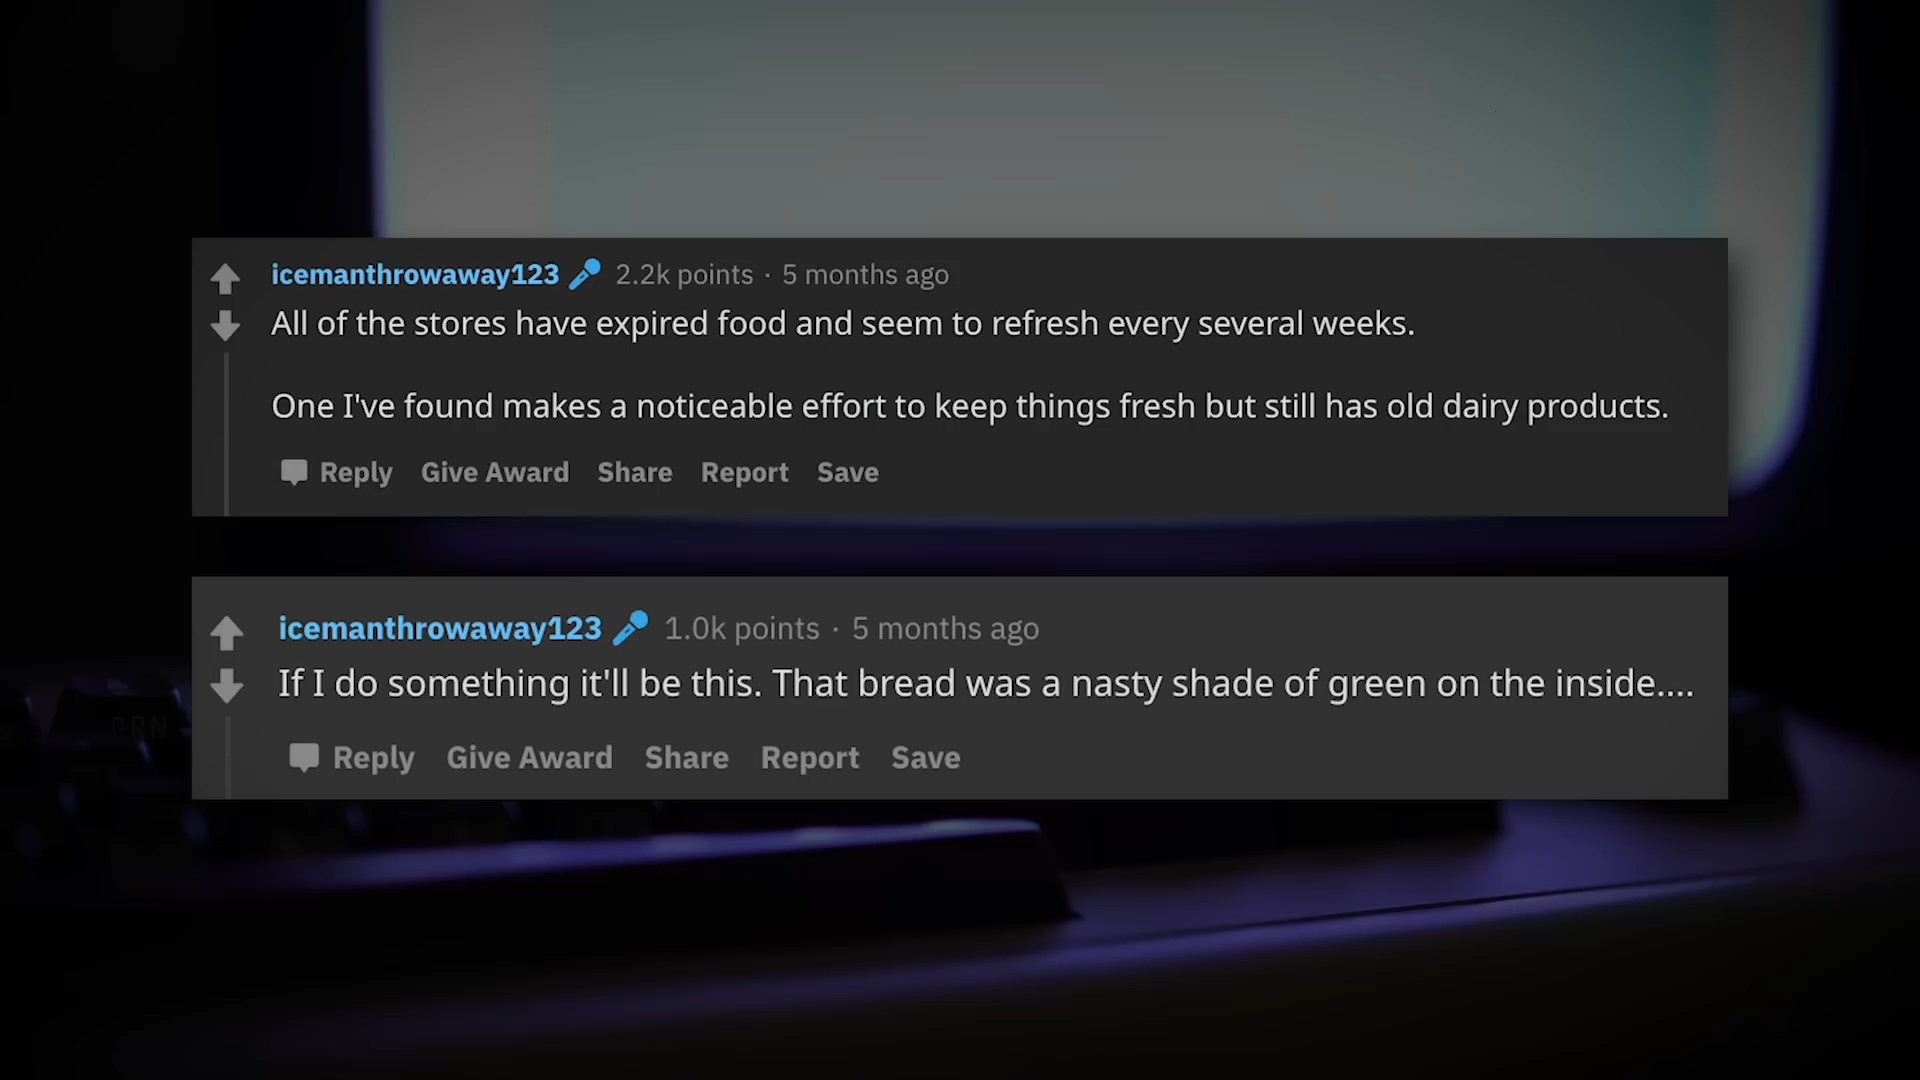 icemanthrowaway123 2.2k points · 5 months ago
All of the stores have expired food and seem to refresh every several weeks.
One I've found makes a noticeable effort to keep things fresh but still has old dairy products.
Reply Give Award Share Report Save
icemanthrowaway123 1.0k points · 5 months ago
If I do something it'll be this. That bread was a nasty shade of green on the inside....
Reply Give Award Share Report Save